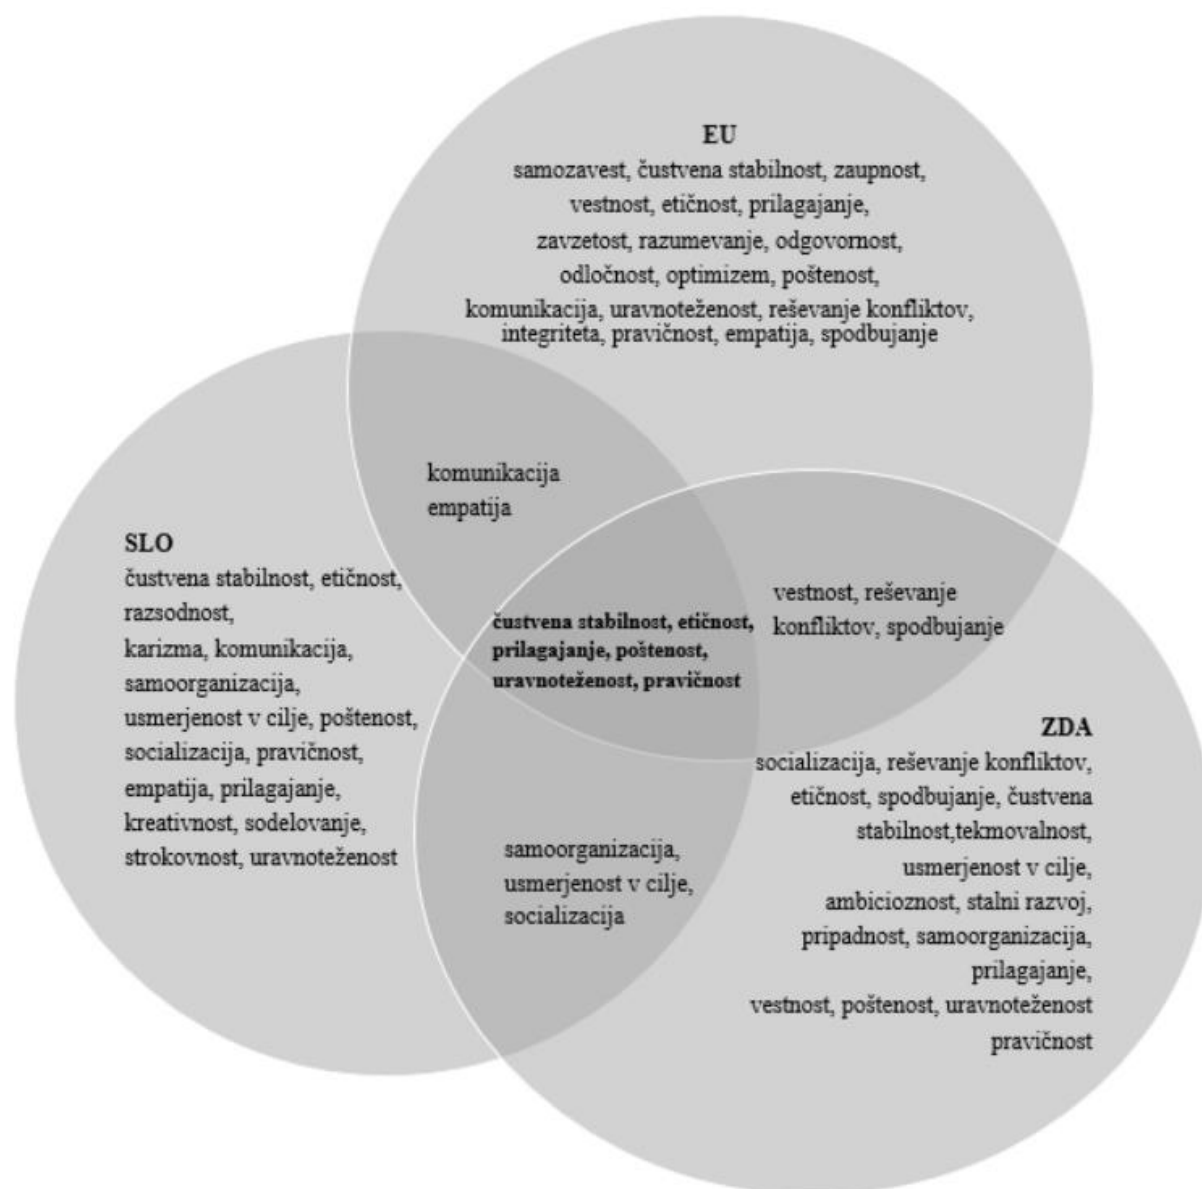 EU
samozavest, čustvena stabilnost, zaupnost,
vestnost, etičnost, prilagajanje,
zavzetost, razumevanje, odgovornost,
odločnost, optimizem, poštenost,
komunikacija, uravnoteženost, reševanje konfliktov,
integriteta, pravičnost, empatija, spodbujanje
komunikacija
empatija
SLO
čustvena stabilnost, etičnost,
razsodnost,
karizma, komunikacija,
samoorganizacija,
usmerjenost v cilje, poštenost,
socializacija, pravičnost,
empatija, prilagajanje,
kreativnost, sodelovanje,
strokovnost, uravnoteženost
čustvena stabilnost, etičnost,
prilagajanje, poštenost,
uravnoteženost, pravičnost
vestnost, reševanje
konfliktov, spodbujanje
samoorganizacija,
usmerjenost v cilje,
socializacija
ZDA
socializacija, reševanje konfliktov,
etičnost, spodbujanje, čustvena
stabilnost,tekmovalnost,
usmerjenost v cilje,
ambicioznost, stalni razvoj,
pripadnost, samoorganizacija,
prilagajanje,
vestnost, poštenost, uravnoteženost
pravičnost